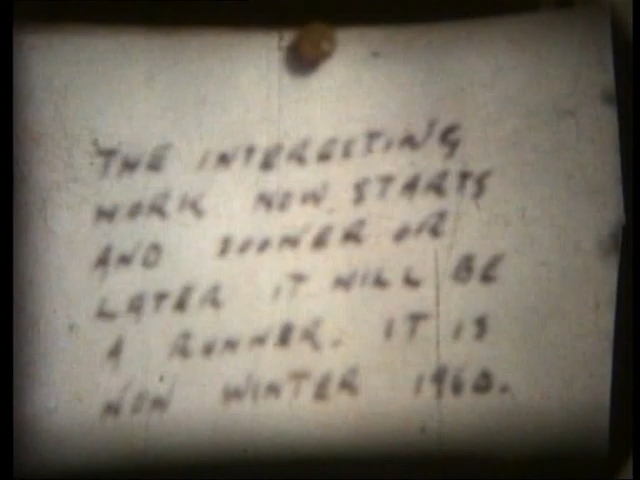 THE INTERESTING
WORK NOW STARTS
AND SOONER OR
LATER IT WILL BE
A RUNNER. IT IS
NOW WINTER 1960.